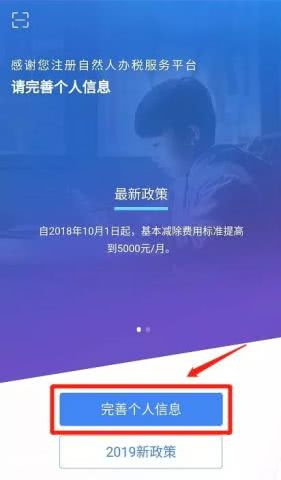 感谢您注册自然人办税服务平台
请完善个人信息
最新政策
自2018年10月1日起，基本减除费用标准提高
到5000元/月。
完善个人信息
2019新政策